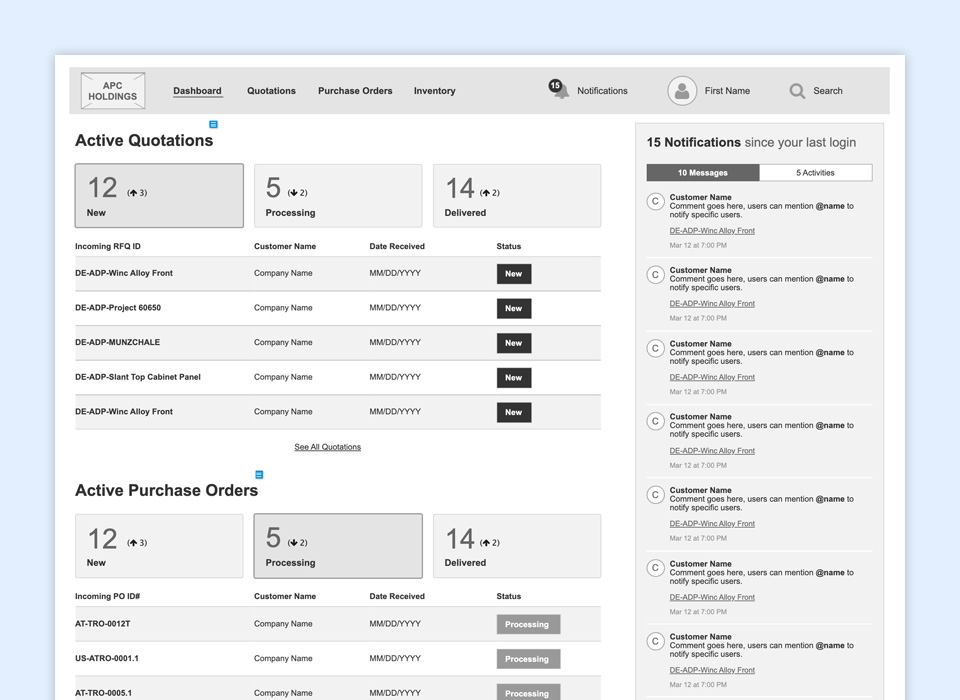 APC
HOLDINGS
Dashboard
Quotations
Purchase Orders
Inventory
15
Notifications
First Name
Search
Active Quotations
12 (↑ 3)
New
5 (↓ 2)
Processing
14 (↑ 2)
Delivered
Incoming RFQ ID Customer Name Date Received Status
DE-ADP-Winc Alloy Front Company Name MM/DD/YYYY New
DE-ADP-Project 60650 Company Name MM/DD/YYYY New
DE-ADP-MUNZCHALE Company Name MM/DD/YYYY New
DE-ADP-Slant Top Cabinet Panel Company Name MM/DD/YYYY New
DE-ADP-Winc Alloy Front Company Name MM/DD/YYYY New
See All Quotations
Active Purchase Orders
12 (↑ 3)
New
5 (↓ 2)
Processing
14 (↑ 2)
Delivered
Incoming PO ID# Customer Name Date Received Status
AT-TRO-0012T Company Name MM/DD/YYYY Processing
US-ATRO-0001.1 Company Name MM/DD/YYYY Processing
AT-TRO-0005.1 Company Name MM/DD/YYYY Processing
15 Notifications since your last login
10 Messages
5 Activities
C
Customer Name
Comment goes here, users can mention @name to
notify specific users.
DE-ADP-Winc Alloy Front
Mar 12 at 7:00 PM
C
Customer Name
Comment goes here, users can mention @name to
notify specific users.
DE-ADP-Winc Alloy Front
Mar 12 at 7:00 PM
C
Customer Name
Comment goes here, users can mention @name to
notify specific users.
DE-ADP-Winc Alloy Front
Mar 12 at 7:00 PM
C
Customer Name
Comment goes here, users can mention @name to
notify specific users.
DE-ADP-Winc Alloy Front
Mar 12 at 7:00 PM
C
Customer Name
Comment goes here, users can mention @name to
notify specific users.
DE-ADP-Winc Alloy Front
Mar 12 at 7:00 PM
C
Customer Name
Comment goes here, users can mention @name to
notify specific users.
DE-ADP-Winc Alloy Front
Mar 12 at 7:00 PM
C
Customer Name
Comment goes here, users can mention @name to
notify specific users.
DE-ADP-Winc Alloy Front
Mar 12 at 7:00 PM